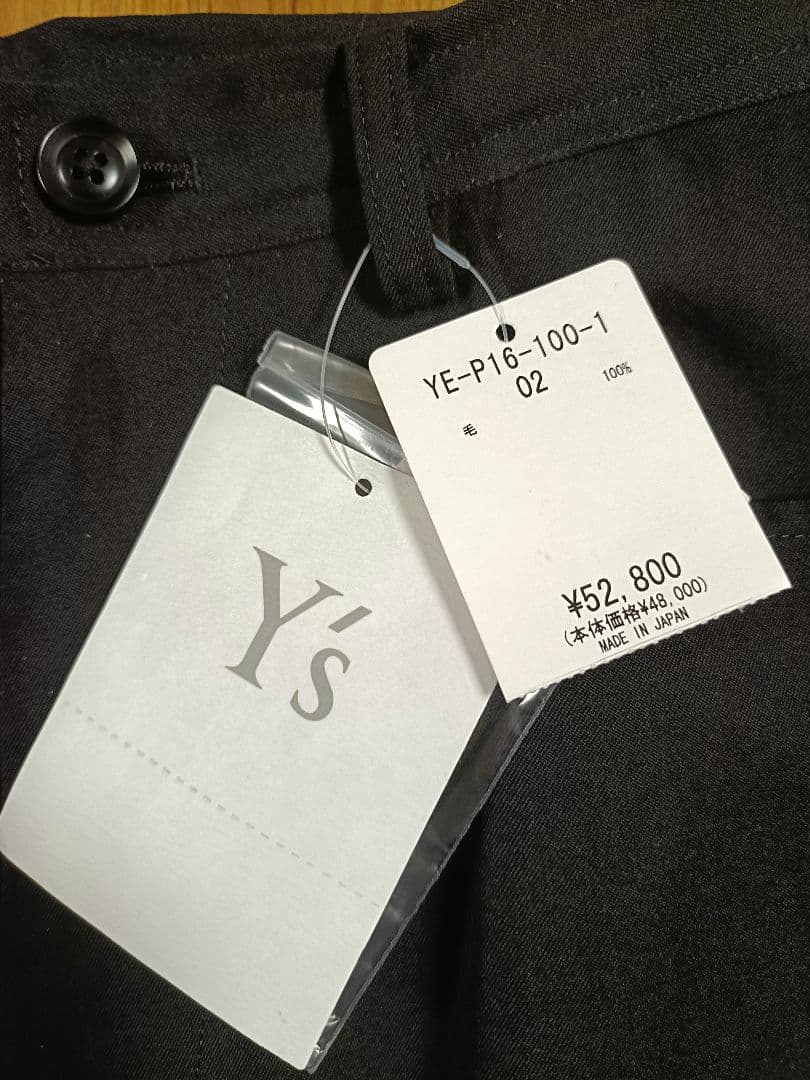 YE-P16-100-1
02
毛 100%
¥52,800
(本体価格¥48,000)
MADE IN JAPAN
Y's